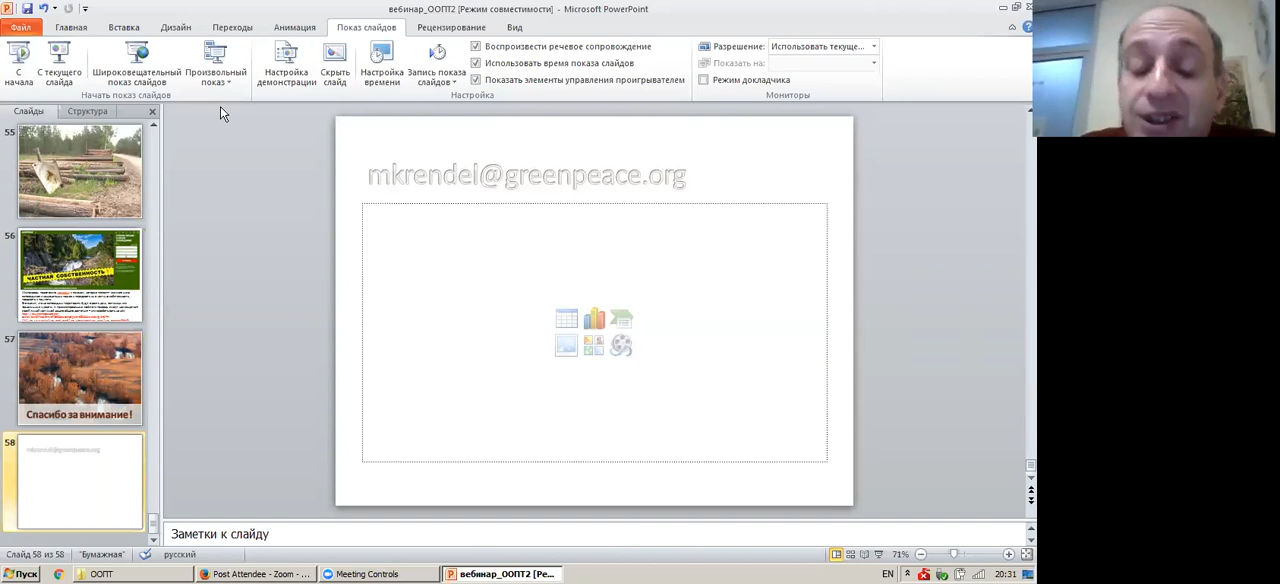 вебинар_ООПТ2 [Режим совместимости] - Microsoft PowerPoint
Файл Главная Вставка Дизайн Переходы Анимация Показ слайдов Рецензирование Вид
С начала
С текущего слайда
Широковещательный показ слайдов
Произвольный показ
Начать показ слайдов
Настройка демонстрации
Скрыть слайд
Настройка времени
Запись показа слайдов
Воспроизвести речевое сопровождение
Использовать время показа слайдов
Показать элементы управления проигрывателем
Настройка
Разрешение: Использовать текуще...
Показать на:
Режим докладчика
Мониторы
Слайды Структура
55
56
ЧАСТНАЯ СОБСТВЕННОСТЬ
57
Спасибо за внимание!
58
mkrendel@greenpeace.org
mkrendel@greenpeace.org
Заметки к слайду
Слайд 58 из 58 "Бумажная" русский 71%
Пуск ООПТ Post Attendee - Zoom - ... Meeting Controls вебинар_ООПТ2 [Ре... EN 20:31